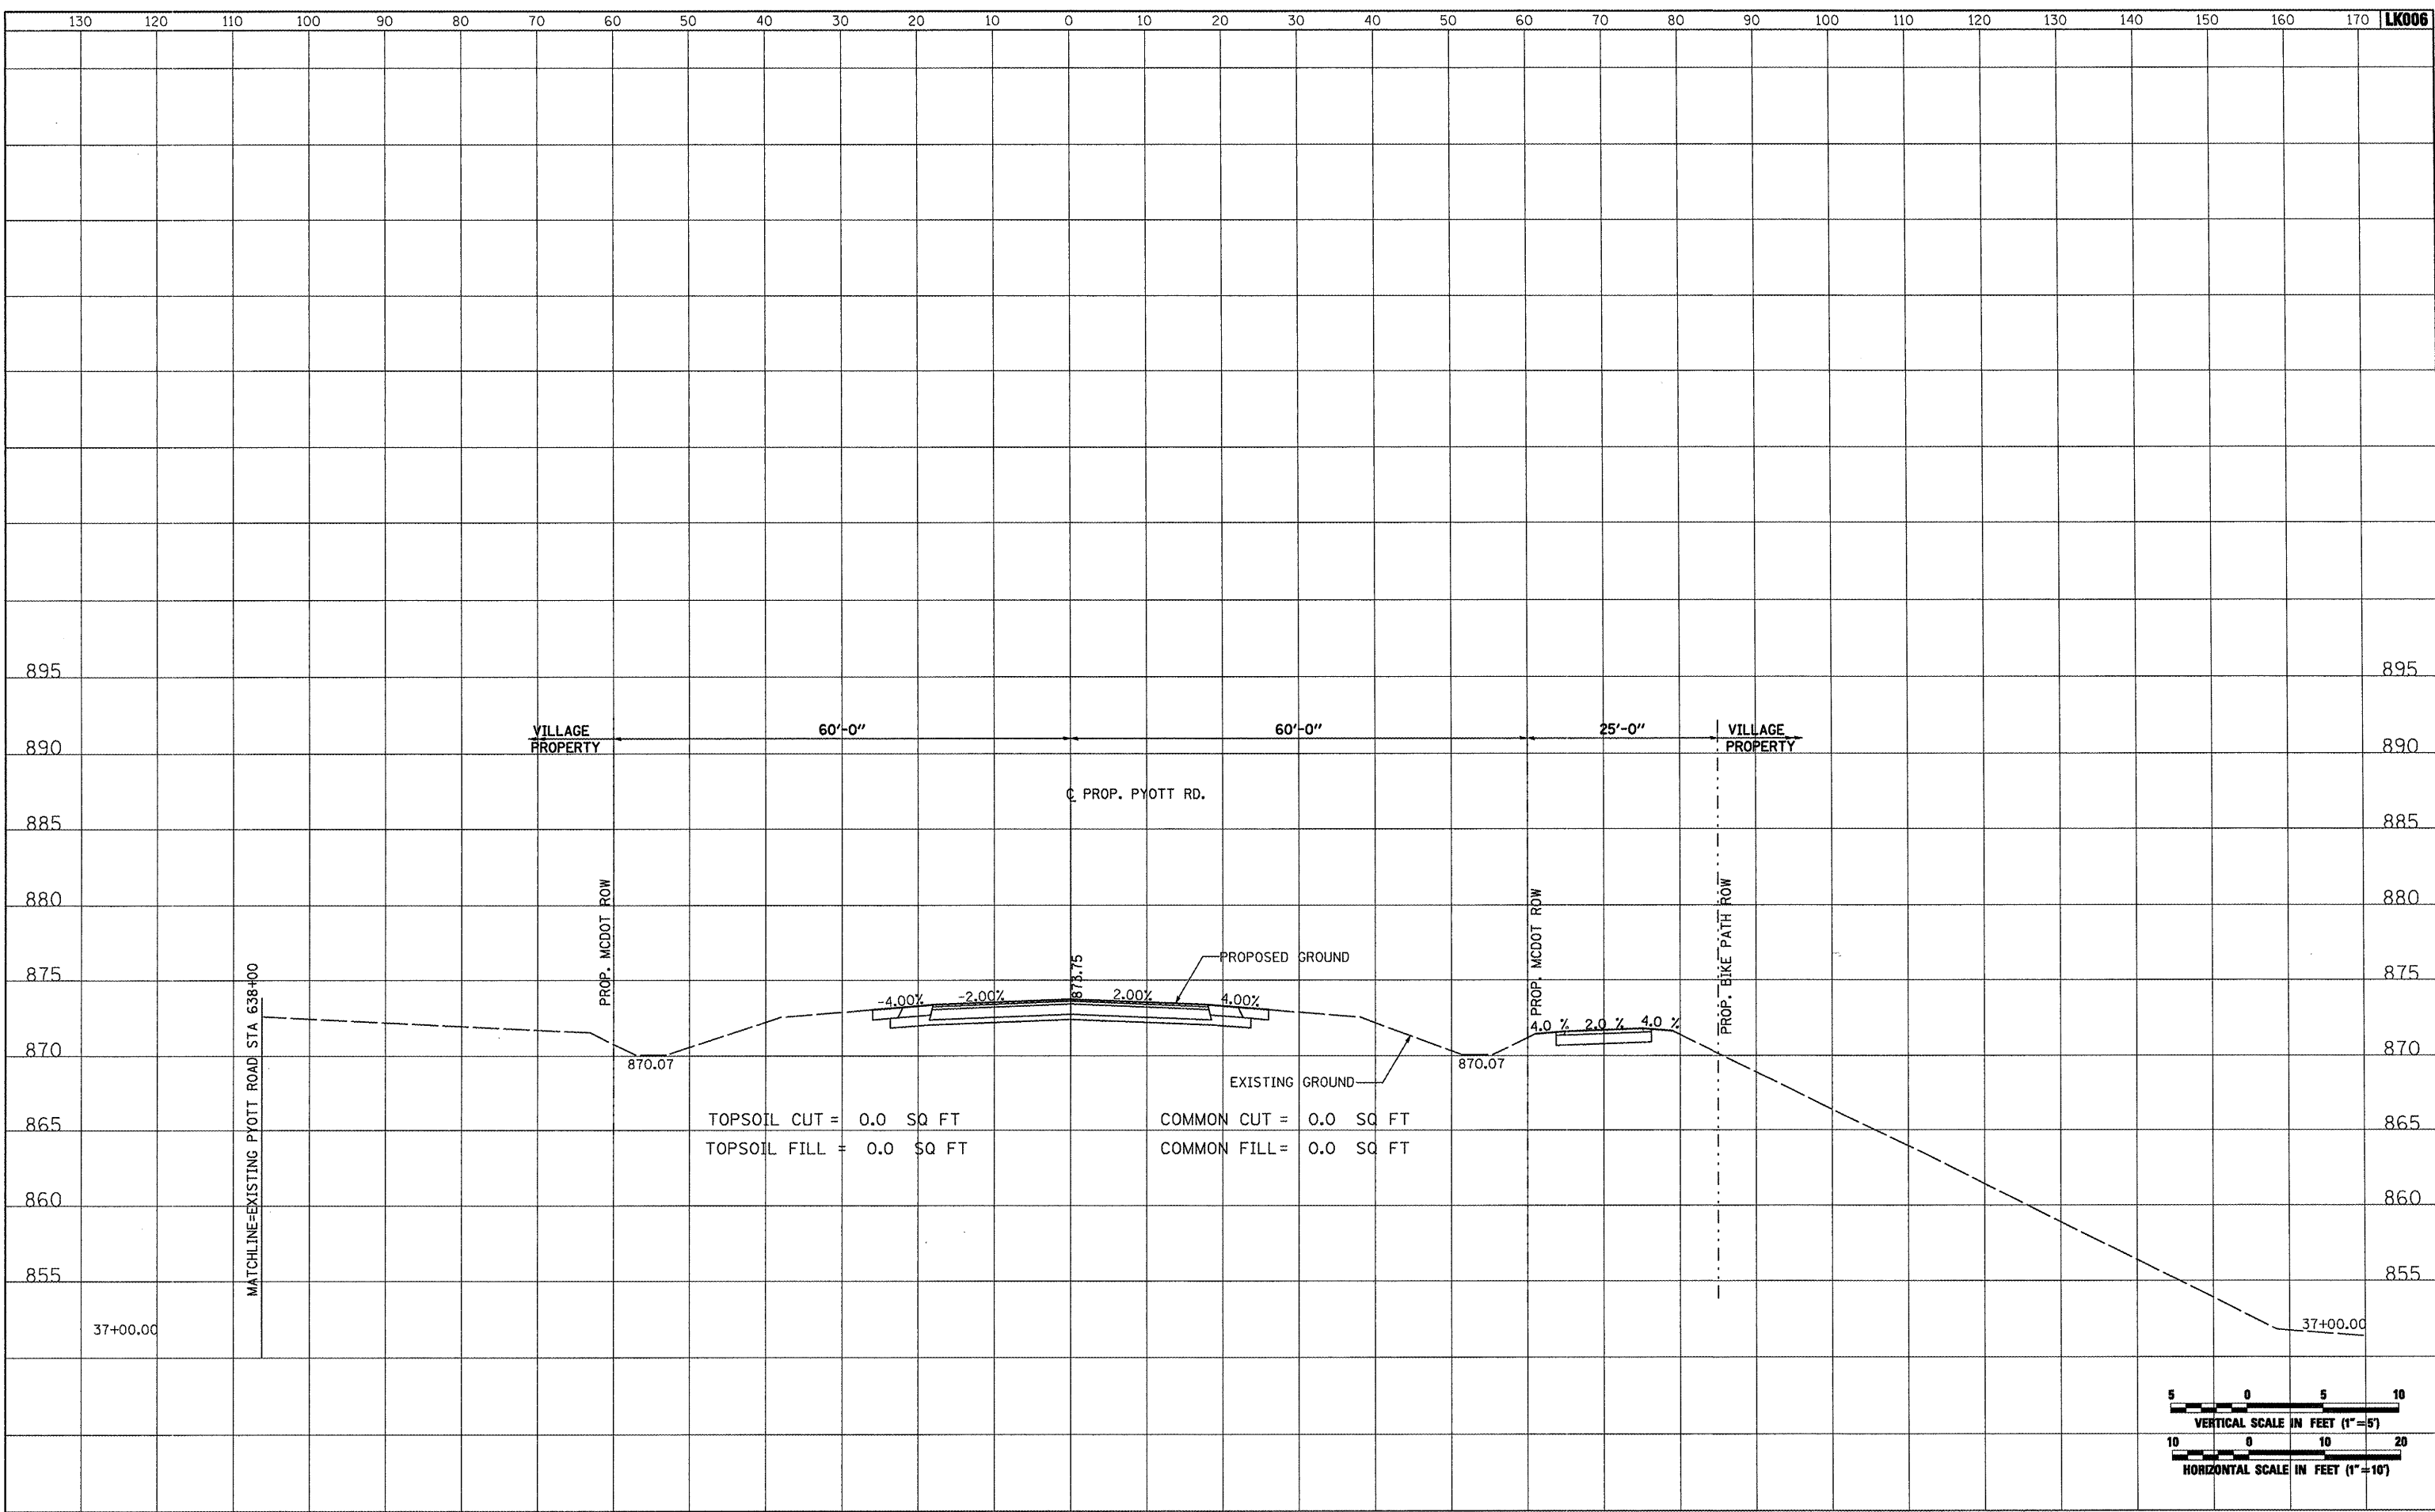 130 120 110 100 90 80 70 60 50 40 30 20 10 0 10 20 30 40 50 60 70 80 90 100 110 120 130 140 150 160 170 LK006
895 895
VILLAGE PROPERTY
60'-0"
60'-0"
25'-0"
VILLAGE PROPERTY
890 890
℄ PROP. PYOTT RD.
885 885
880 880
PROP. MCDOT ROW
PROP. MCDOT ROW
PROP. BIKE PATH ROW
875 875
873.75
PROPOSED GROUND
-4.00% -2.00% 2.00% 4.00%
4.0 % 2.0 % 4.0 %
MATCHLINE=EXISTING PYOTT ROAD STA 638+00
870 870
870.07 870.07
EXISTING GROUND
TOPSOIL CUT = 0.0 SQ FT
COMMON CUT = 0.0 SQ FT
865 865
TOPSOIL FILL = 0.0 SQ FT
COMMON FILL= 0.0 SQ FT
860 860
855 855
37+00.00 37+00.00
5 0 5 10
VERTICAL SCALE IN FEET (1"=5')
10 0 10 20
HORIZONTAL SCALE IN FEET (1"=10')